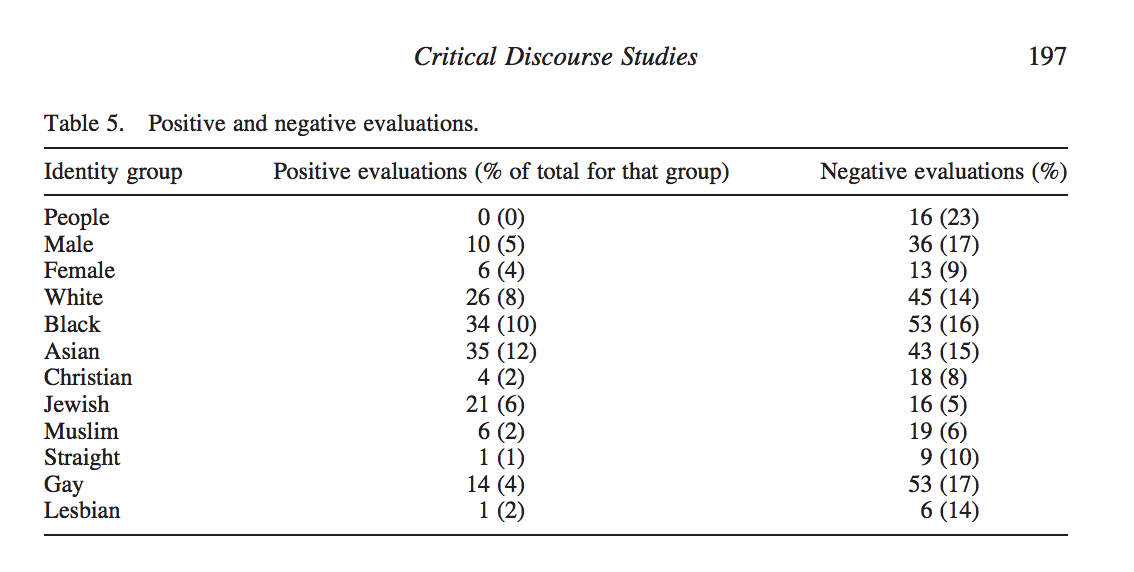 Critical Discourse Studies 197
Table 5. Positive and negative evaluations.
Identity group Positive evaluations (% of total for that group) Negative evaluations (%)
People 0 (0) 16 (23)
Male 10 (5) 36 (17)
Female 6 (4) 13 (9)
White 26 (8) 45 (14)
Black 34 (10) 53 (16)
Asian 35 (12) 43 (15)
Christian 4 (2) 18 (8)
Jewish 21 (6) 16 (5)
Muslim 6 (2) 19 (6)
Straight 1 (1) 9 (10)
Gay 14 (4) 53 (17)
Lesbian 1 (2) 6 (14)